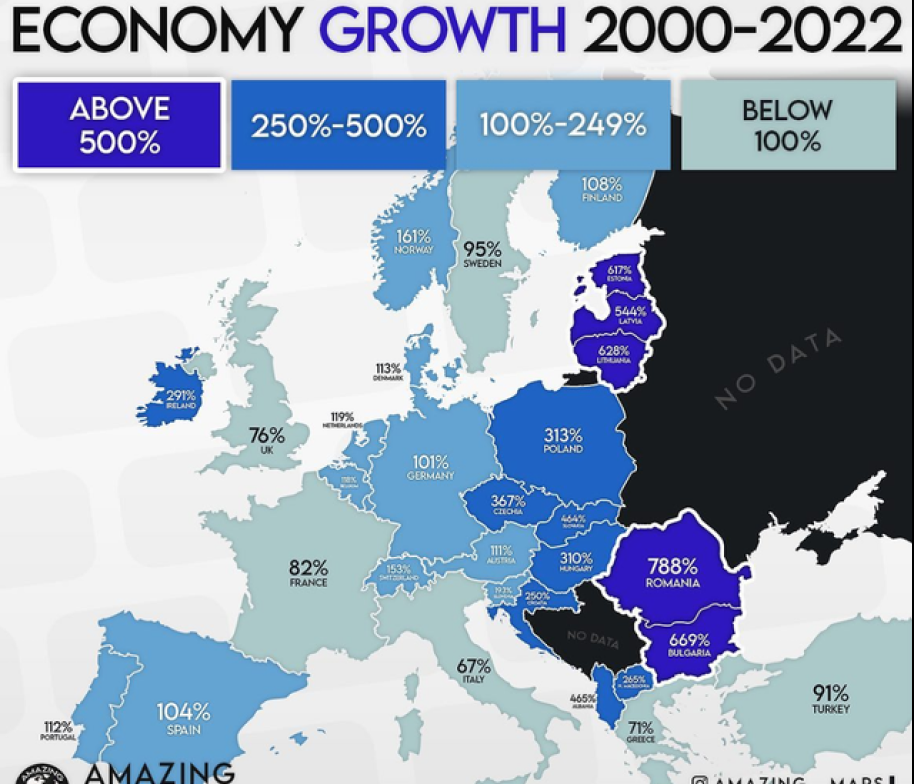 ECONOMY GROWTH 2000-2022
ABOVE
500%
250%-500%
100%-249%
BELOW
100%
108%
FINLAND
161%
NORWAY
95%
SWEDEN
617%
ESTONIA
544%
LATVIA
628%
LITHUANIA
NO DATA
113%
DENMARK
291%
IRELAND
119%
NETHERLANDS
76%
UK
101%
GERMANY
313%
POLAND
BELGIUM
367%
CZECHIA
464%
SLOVAKIA
82%
FRANCE
153%
SWITZERLAND
111%
AUSTRIA
310%
HUNGARY
788%
ROMANIA
SLOVENIA
250%
CROATIA
NO DATA
669%
BULGARIA
67%
ITALY
265%
N. MACEDONIA
465%
ALBANIA
71%
GREECE
91%
TURKEY
112%
PORTUGAL
104%
SPAIN
AMAZING
AMAZING
AMAZING MAPS